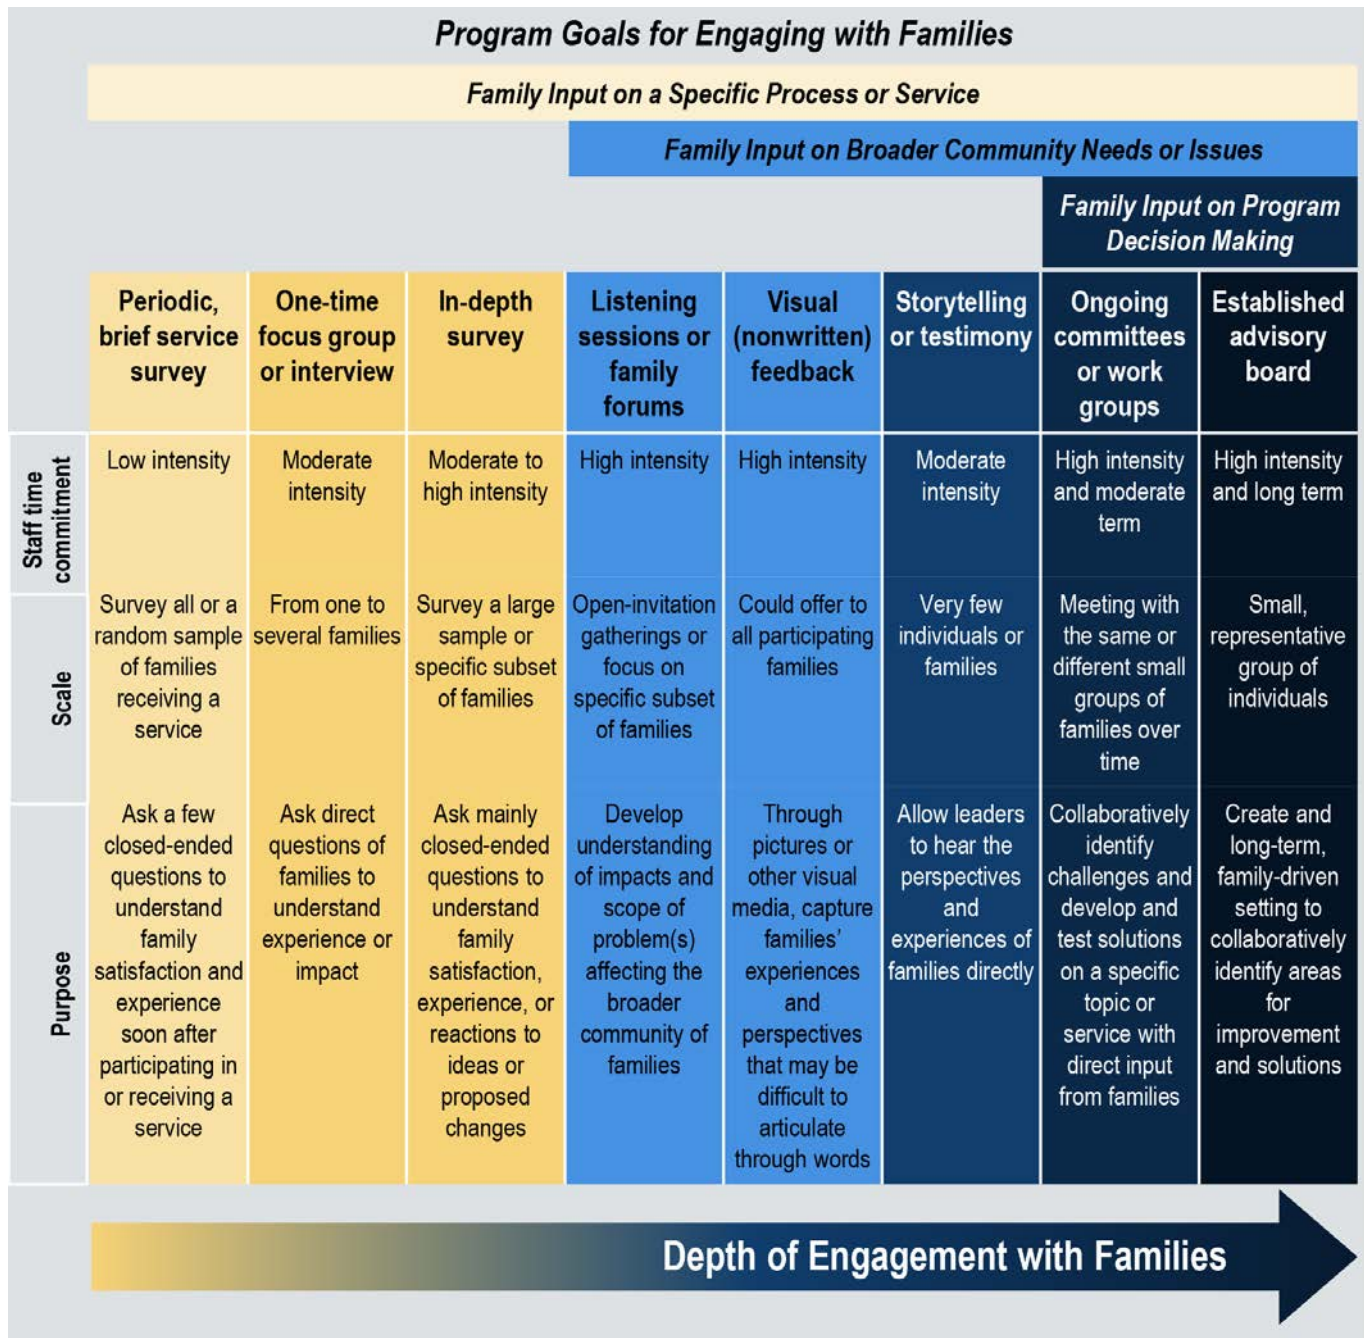 Program Goals for Engaging with Families
Family Input on a Specific Process or Service
Family Input on Broader Community Needs or Issues
Family Input on Program
Decision Making
Periodic,
brief service
survey
One-time
focus group
or interview
In-depth
survey
Listening
sessions or
family
forums
Visual
(nonwritten)
feedback
Storytelling
or testimony
Ongoing
committees
or work
groups
Established
advisory
board
Staff time
commitment
Low intensity
Moderate
intensity
Moderate to
high intensity
High intensity
High intensity
Moderate
intensity
High intensity
and moderate
term
High intensity
and long term
Scale
Survey all or a
random sample
of families
receiving a
service
From one to
several families
Survey a large
sample or
specific subset
of families
Open-invitation
gatherings or
focus on
specific subset
of families
Could offer to
all participating
families
Very few
individuals or
families
Meeting with
the same or
different small
groups of
families over
time
Small,
representative
group of
individuals
Purpose
Ask a few
closed-ended
questions to
understand
family
satisfaction and
experience
soon after
participating in
or receiving a
service
Ask direct
questions of
families to
understand
experience or
impact
Ask mainly
closed-ended
questions to
understand
family
satisfaction,
experience, or
reactions to
ideas or
proposed
changes
Develop
understanding
of impacts and
scope of
problem(s)
affecting the
broader
community of
families
Through
pictures or
other visual
media, capture
families’
experiences
and
perspectives
that may be
difficult to
articulate
through words
Allow leaders
to hear the
perspectives
and
experiences of
families directly
Collaboratively
identify
challenges and
develop and
test solutions
on a specific
topic or
service with
direct input
from families
Create and
long-term,
family-driven
setting to
collaboratively
identify areas
for
improvement
and solutions
Depth of Engagement with Families